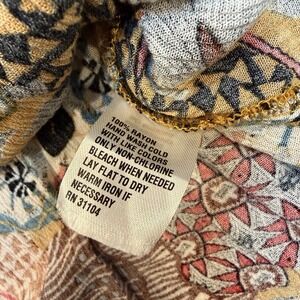 100% RAYON
HAND WASH COLD
WITH LIKE COLORS
ONLY NON-CHLORINE
BLEACH WHEN NEEDED
LAY FLAT TO DRY
WARM IRON IF
NECESSARY
RN 31104